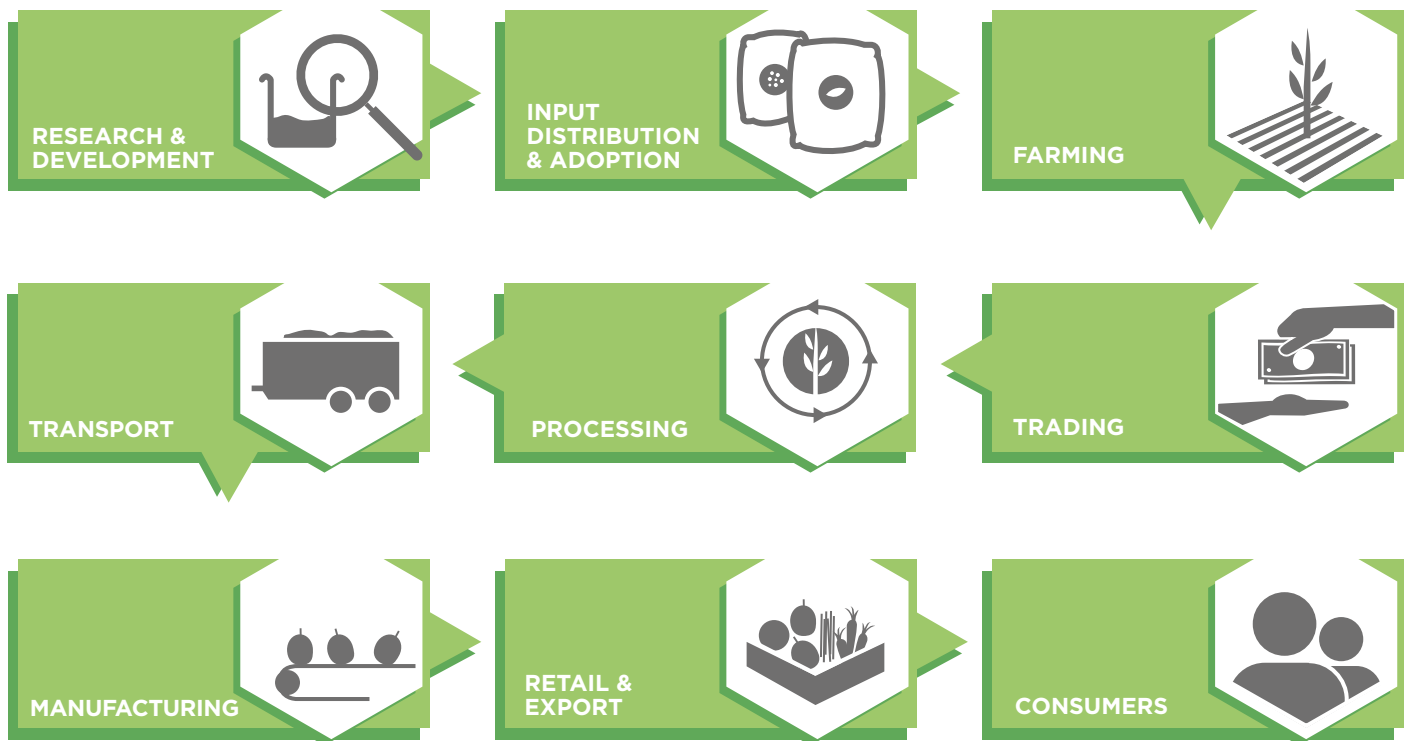 RESEARCH &
DEVELOPMENT
INPUT
DISTRIBUTION
& ADOPTION
FARMING
TRANSPORT
PROCESSING
TRADING
MANUFACTURING
RETAIL &
EXPORT
CONSUMERS